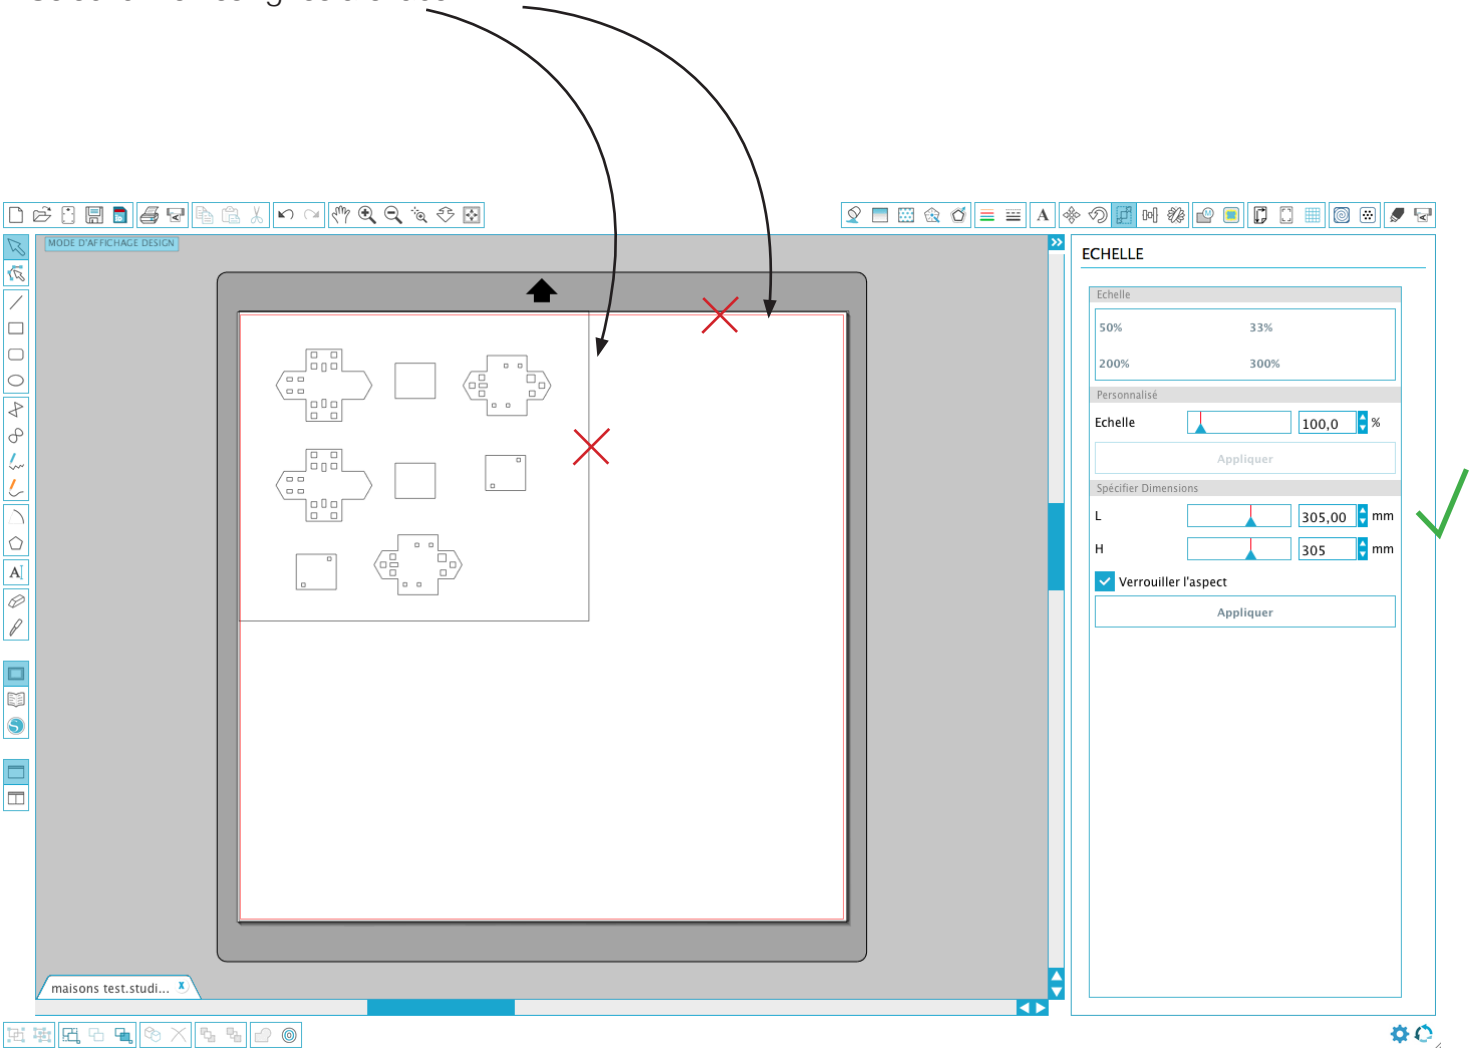 MODE D'AFFICHAGE DESIGN
ECHELLE
Echelle
50% 33%
200% 300%
Personnalisé
Echelle 100,0 %
Appliquer
Spécifier Dimensions
L 305,00 mm
H 305 mm
Verrouiller l'aspect
Appliquer
maisons test.studi... x